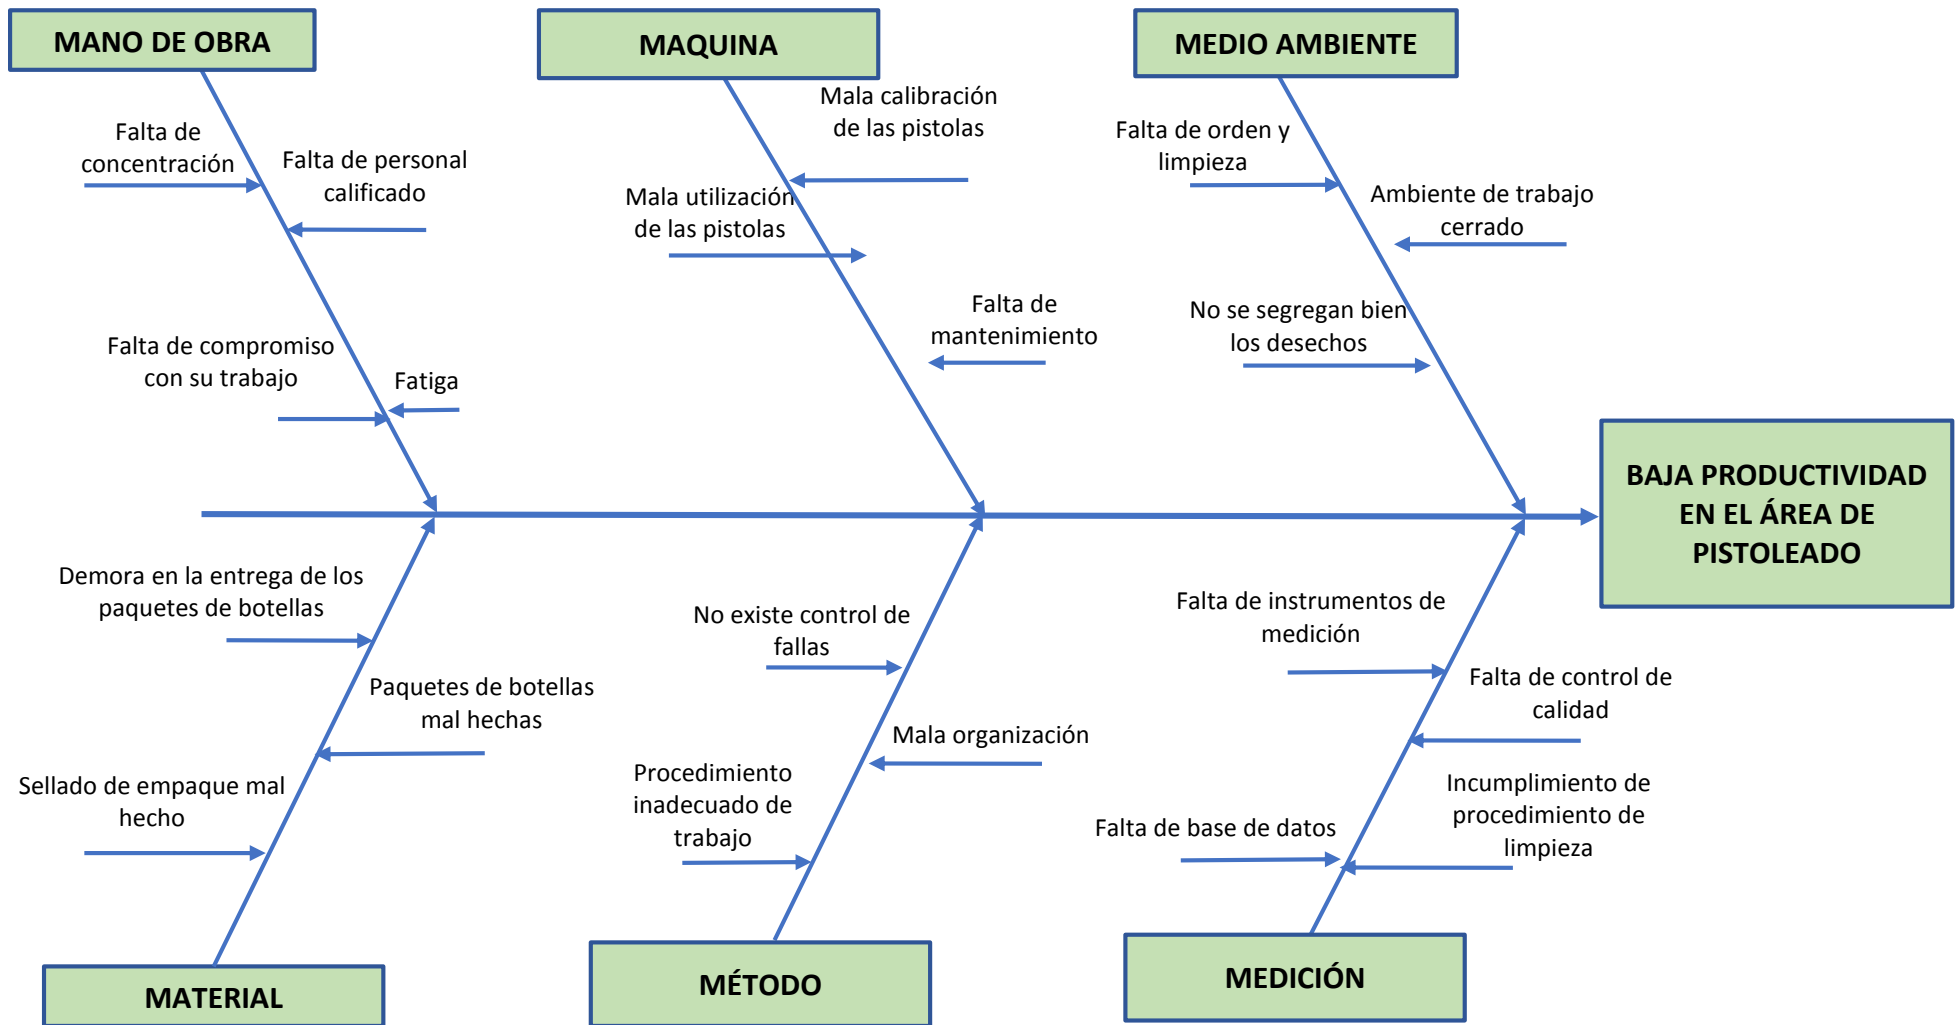 MANO DE OBRA
MAQUINA
MEDIO AMBIENTE
Falta de
concentración
Falta de personal
calificado
Falta de compromiso
con su trabajo
Fatiga
Mala calibración
de las pistolas
Mala utilización
de las pistolas
Falta de
mantenimiento
Falta de orden y
limpieza
Ambiente de trabajo
cerrado
No se segregan bien
los desechos
BAJA PRODUCTIVIDAD
EN EL ÁREA DE
PISTOLEADO
Demora en la entrega de los
paquetes de botellas
Paquetes de botellas
mal hechas
Sellado de empaque mal
hecho
No existe control de
fallas
Mala organización
Procedimiento
inadecuado de
trabajo
Falta de instrumentos de
medición
Falta de control de
calidad
Falta de base de datos
Incumplimiento de
procedimiento de
limpieza
MATERIAL
MÉTODO
MEDICIÓN